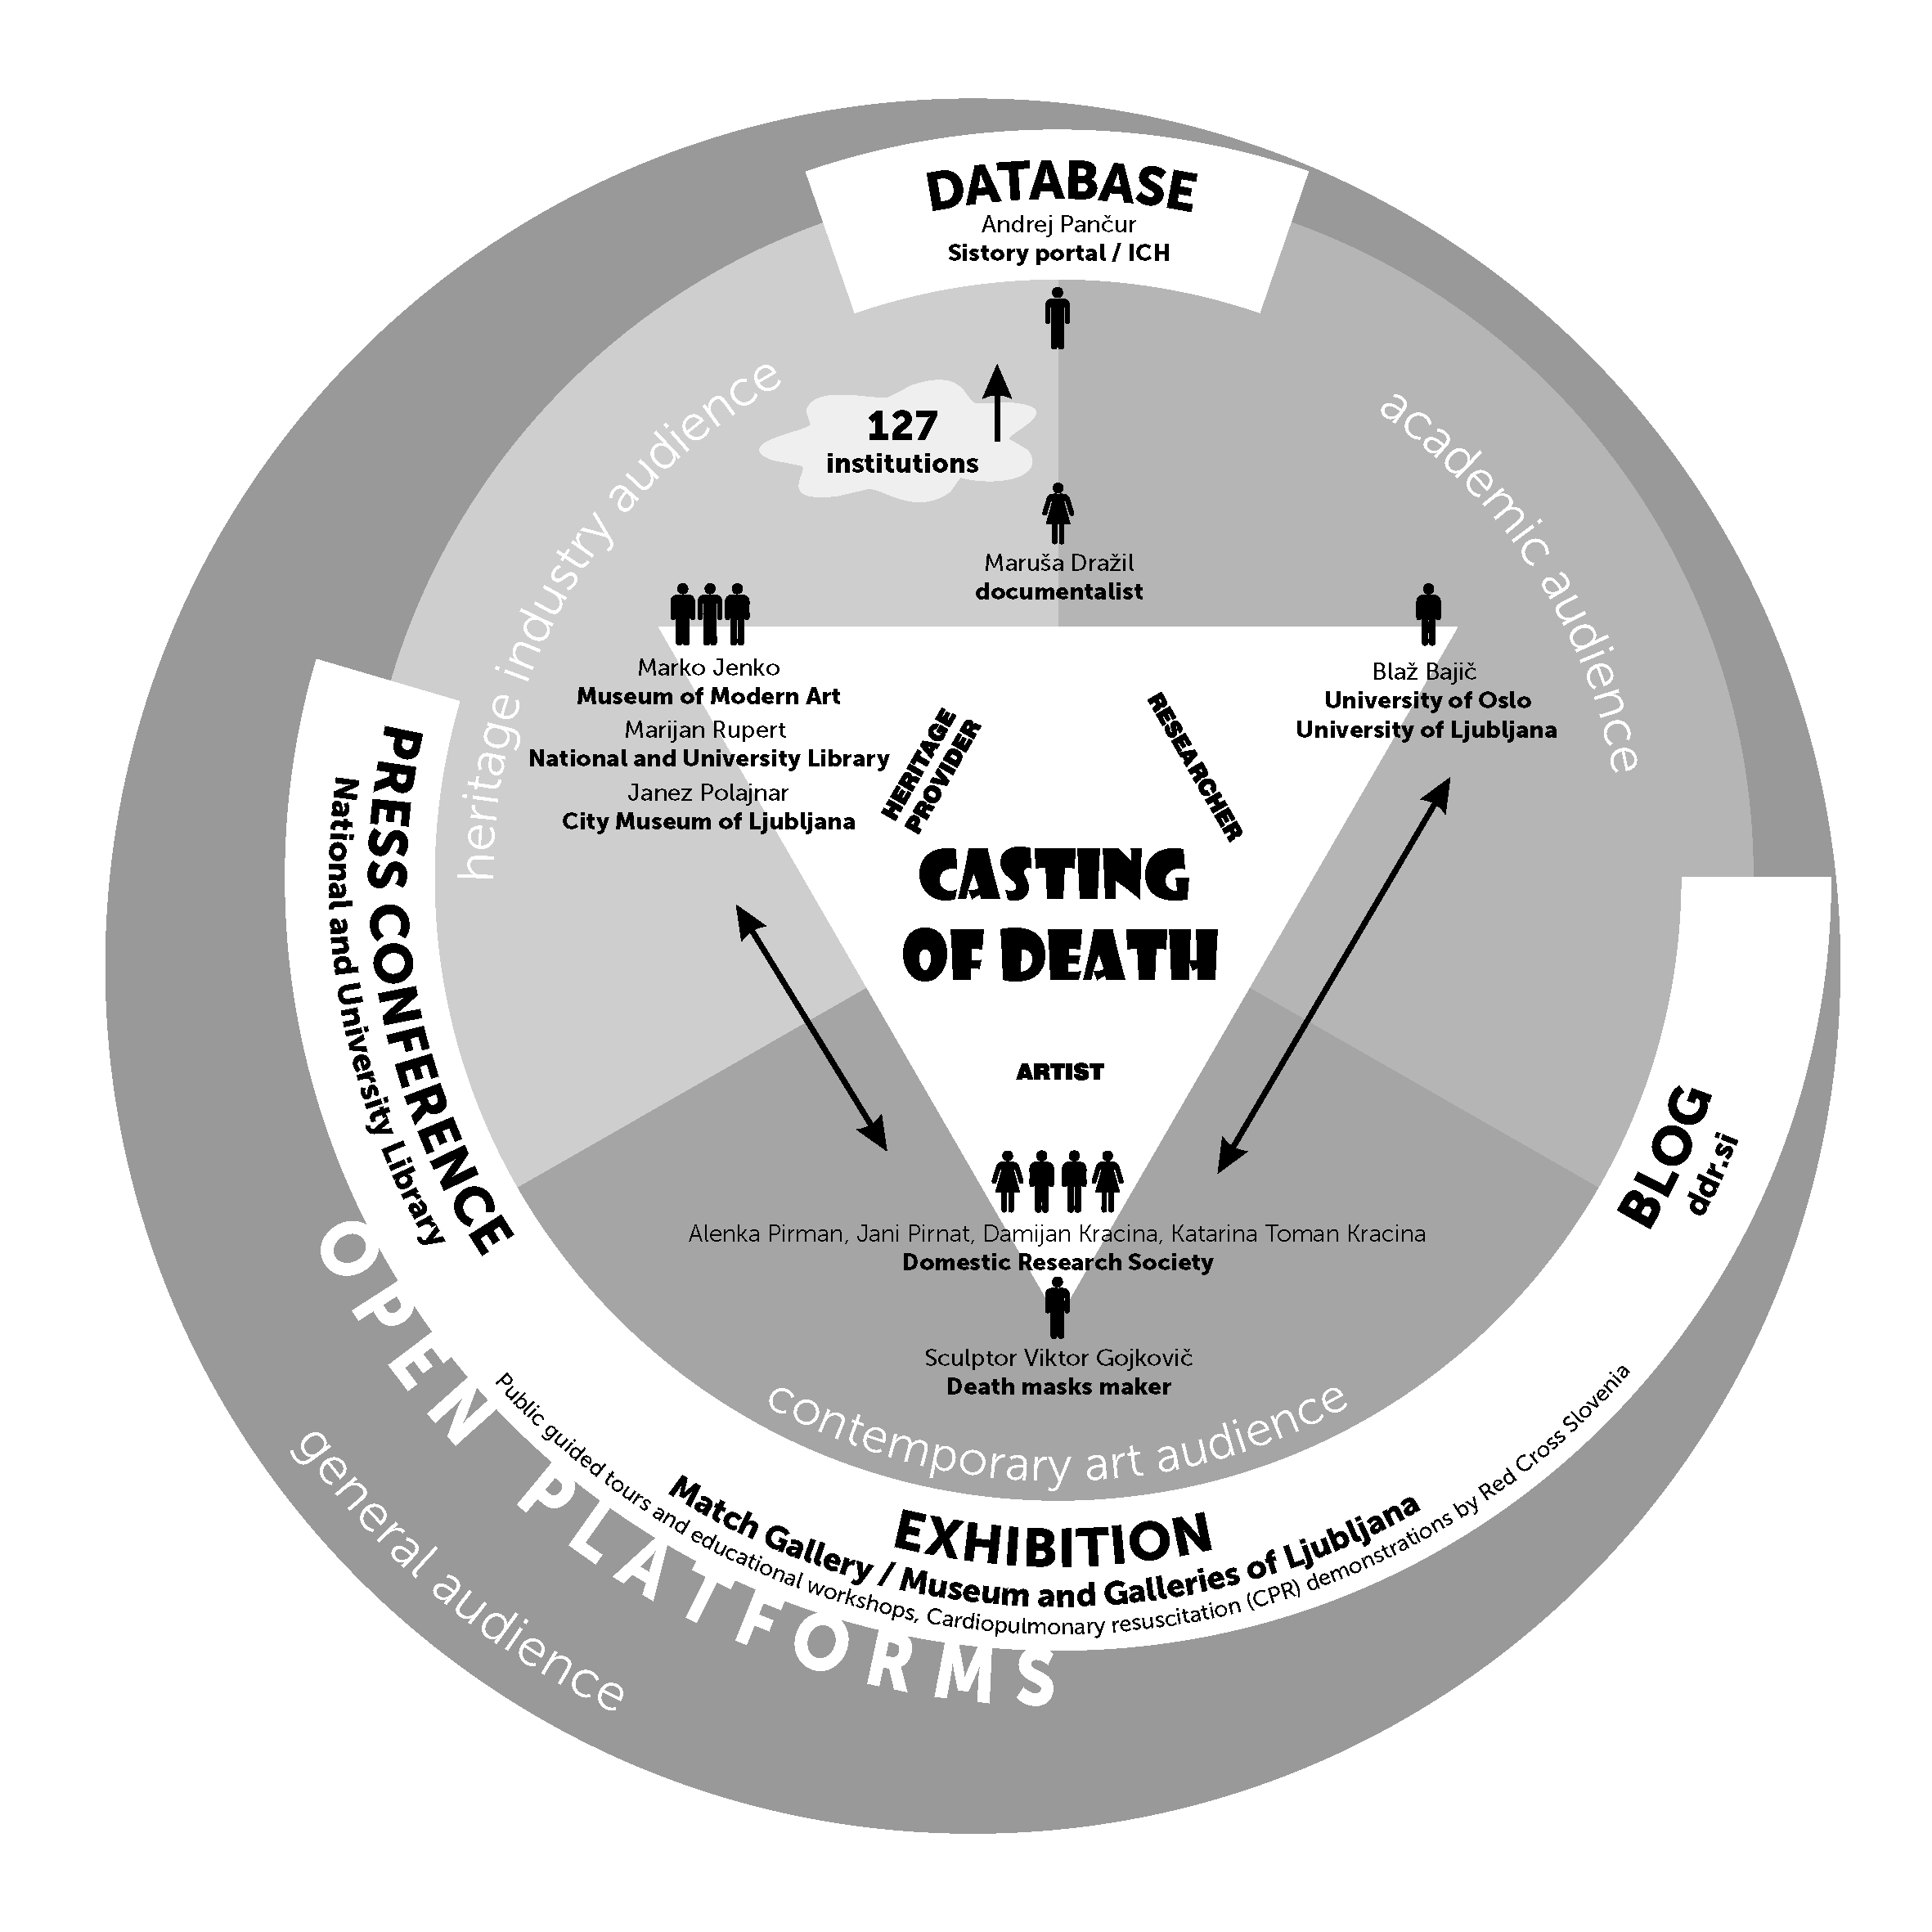 DATABASE
Andrej Pančur
Sistory portal / ICH
heritage industry audience
academic audience
127
institutions
Maruša Dražil
documentalist
Marko Jenko
Museum of Modern Art
Marijan Rupert
National and University Library
Janez Polajnar
City Museum of Ljubljana
Blaž Bajič
University of Oslo
University of Ljubljana
HERITAGE
PROVIDER
RESEARCHER
CASTING
OF DEATH
ARTIST
PRESS CONFERENCE
National and University Library
BLOG
ddr.si
Alenka Pirman, Jani Pirnat, Damijan Kracina, Katarina Toman Kracina
Domestic Research Society
Sculptor Viktor Gojkovič
Death masks maker
contemporary art audience
EXHIBITION
Match Gallery / Museum and Galleries of Ljubljana
Public guided tours and educational workshops, Cardiopulmonary resuscitation (CPR) demonstrations by Red Cross Slovenia
OPEN PLATFORMS
general audience